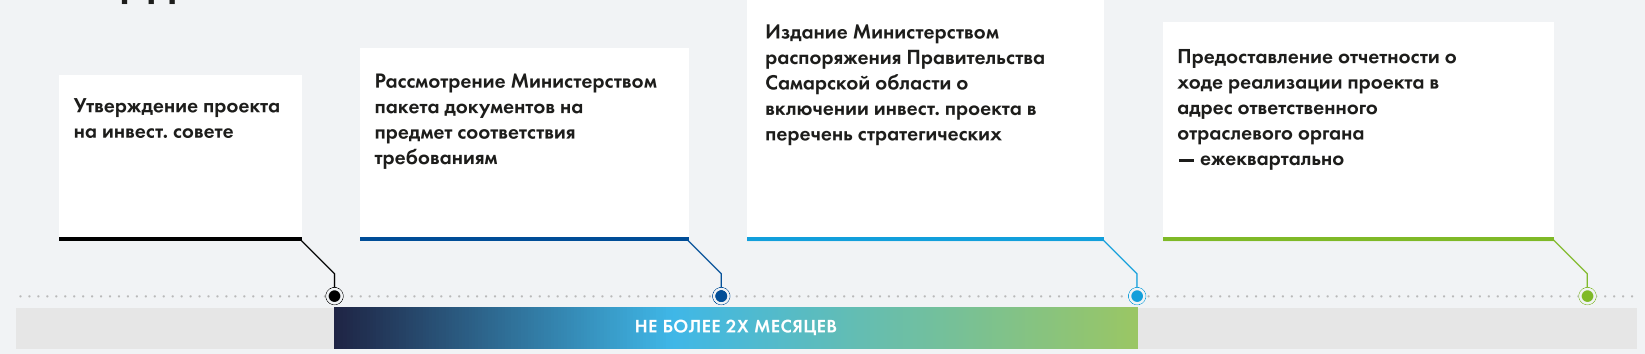 Утверждение проекта
на инвест. совете
Рассмотрение Министерством
пакета документов на
предмет соответствия
требованиям
Издание Министерством
распоряжения Правительства
Самарской области о
включении инвест. проекта в
перечень стратегических
Предоставление отчетности о
ходе реализации проекта в
адрес ответственного
отраслевого органа
— ежеквартально
НЕ БОЛЕЕ 2Х МЕСЯЦЕВ